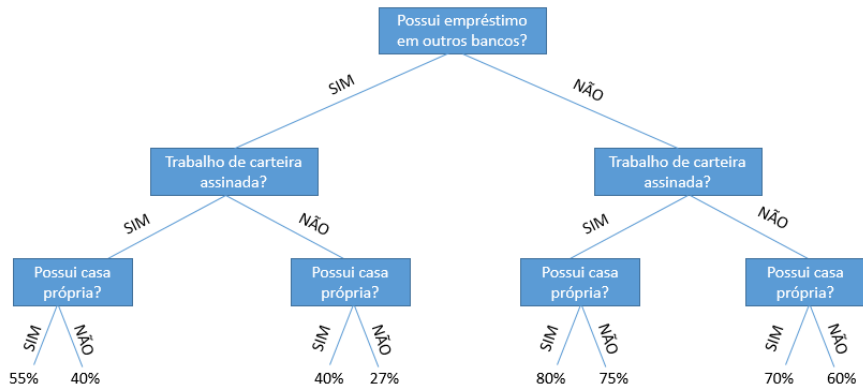 Possui empréstimo
em outros bancos?
SIM
NÃO
Trabalho de carteira
assinada?
Trabalho de carteira
assinada?
SIM
NÃO
SIM
NÃO
Possui casa
própria?
Possui casa
própria?
Possui casa
própria?
Possui casa
própria?
SIM
NÃO
SIM
NÃO
SIM
NÃO
SIM
NÃO
55%
40%
40%
27%
80%
75%
70%
60%